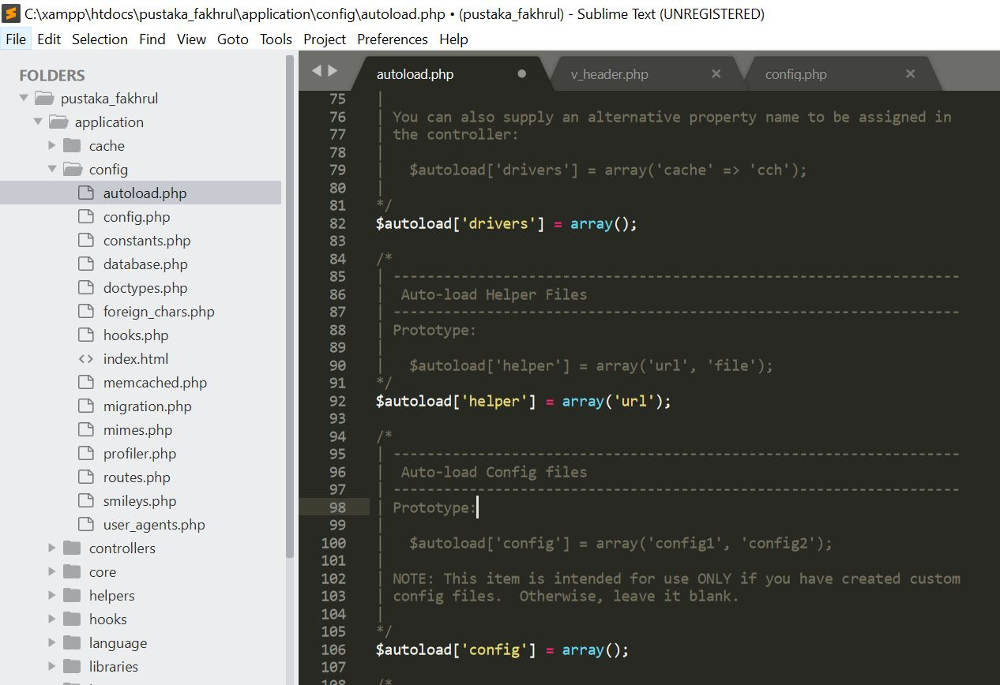 C:\xampp\htdocs\pustaka_fakhrul\application\config\autoload.php • (pustaka_fakhrul) - Sublime Text (UNREGISTERED)
File Edit Selection Find View Goto Tools Project Preferences Help
FOLDERS
pustaka_fakhrul
application
cache
config
autoload.php
config.php
constants.php
database.php
doctypes.php
foreign_chars.php
hooks.php
index.html
memcached.php
migration.php
mimes.php
profiler.php
routes.php
smileys.php
user_agents.php
controllers
core
helpers
hooks
language
libraries
autoload.php v_header.php config.php
75 |
76 | You can also supply an alternative property name to be assigned in
77 | the controller:
78 |
79 |   $autoload['drivers'] = array('cache' => 'cch');
80 |
81 */
82 $autoload['drivers'] = array();
83
84 /*
85 | -------------------------------------------------------------------
86 |  Auto-load Helper Files
87 | -------------------------------------------------------------------
88 | Prototype:
89 |
90 |   $autoload['helper'] = array('url', 'file');
91 */
92 $autoload['helper'] = array('url');
93
94 /*
95 | -------------------------------------------------------------------
96 |  Auto-load Config files
97 | -------------------------------------------------------------------
98 | Prototype:
99 |
100 |   $autoload['config'] = array('config1', 'config2');
101 |
102 | NOTE: This item is intended for use ONLY if you have created custom
103 | config files.  Otherwise, leave it blank.
104 |
105 */
106 $autoload['config'] = array();
107
108 /*